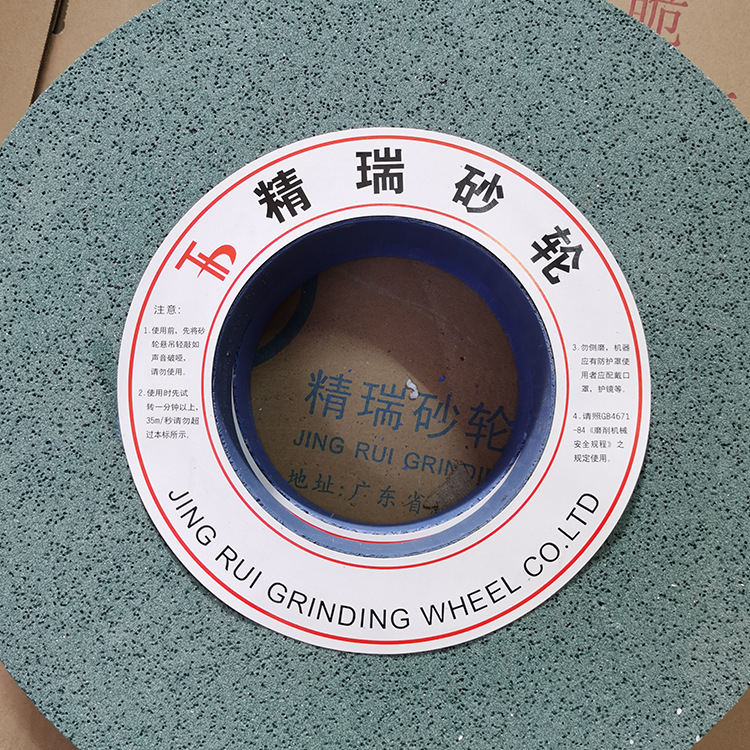 精瑞砂轮
注意：
1.使用前，先将砂
轮悬吊轻敲如
声音破哑，
请勿使用．
2.使用时先试
转一分钟以上，
35m/秒请勿超
过本标所示．
3.勿侧磨，机器
应有防护罩使
用者应配戴口
罩，护镜等．
4.请照GB4671
-84《磨削机械
安全规程》之
规定使用．
JING RUI GRINDING WHEEL CO.LTD
精瑞砂轮
JING RUI GRINDIN
地址：广东省
脆